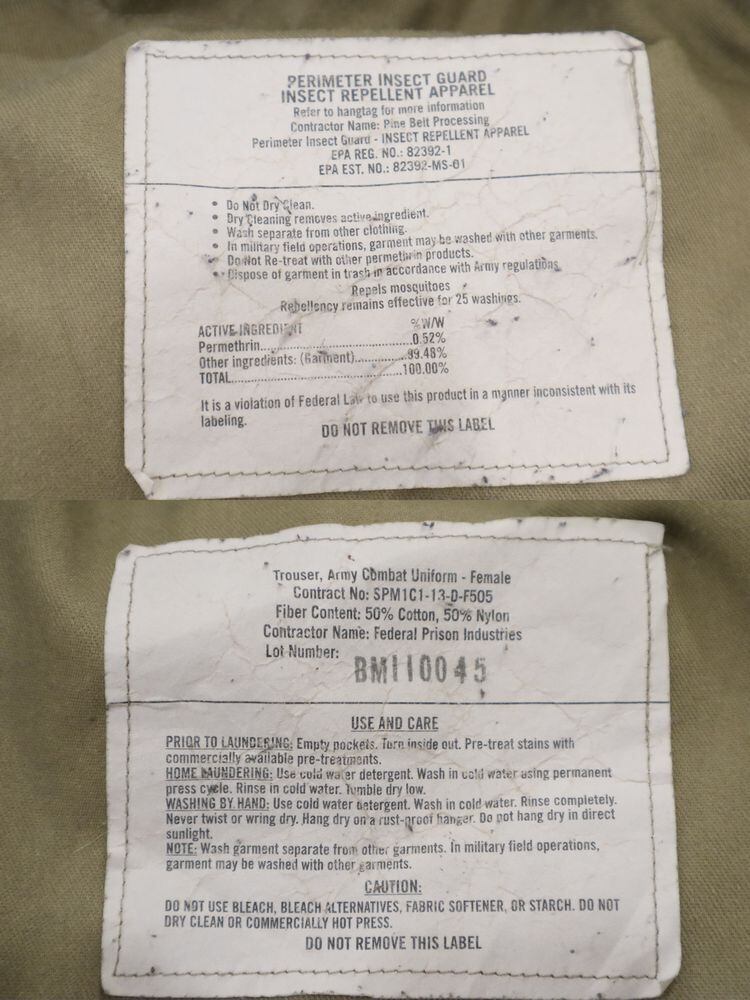 PERIMETER INSECT GUARD
INSECT REPELLENT APPAREL
Refer to hangtag for more information
Contractor Name: Pine Belt Processing
Perimeter Insect Guard - INSECT REPELLENT APPAREL
EPA REG. NO.: 82392-1
EPA EST. NO.: 82392-MS-01
• Do Not Dry Clean.
• Dry Cleaning removes active ingredient.
• Wash separate from other clothing.
• In military field operations, garment may be washed with other garments.
• Do Not Re-treat with other permethrin products.
• Dispose of garment in trash in accordance with Army regulations
Repels mosquitoes
Repellency remains effective for 25 washings.
ACTIVE INGREDIENT %W/W
Permethrin............................0.52%
Other ingredients: (Garment)............99.48%
TOTAL................................100.00%
It is a violation of Federal Law to use this product in a manner inconsistent with its
labeling.
DO NOT REMOVE THIS LABEL
Trouser, Army Combat Uniform - Female
Contract No: SPM1C1-13-D-F505
Fiber Content: 50% Cotton, 50% Nylon
Contractor Name: Federal Prison Industries
Lot Number:
BM110045
USE AND CARE
PRIOR TO LAUNDERING: Empty pockets. Turn inside out. Pre-treat stains with
commercially available pre-treatments.
HOME LAUNDERING: Use cold water detergent. Wash in cold water using permanent
press cycle. Rinse in cold water. Tumble dry low.
WASHING BY HAND: Use cold water detergent. Wash in cold water. Rinse completely.
Never twist or wring dry. Hang dry on a rust-proof hanger. Do not hang dry in direct
sunlight.
NOTE: Wash garment separate from other garments. In military field operations,
garment may be washed with other garments.
CAUTION:
DO NOT USE BLEACH, BLEACH ALTERNATIVES, FABRIC SOFTENER, OR STARCH. DO NOT
DRY CLEAN OR COMMERCIALLY HOT PRESS.
DO NOT REMOVE THIS LABEL